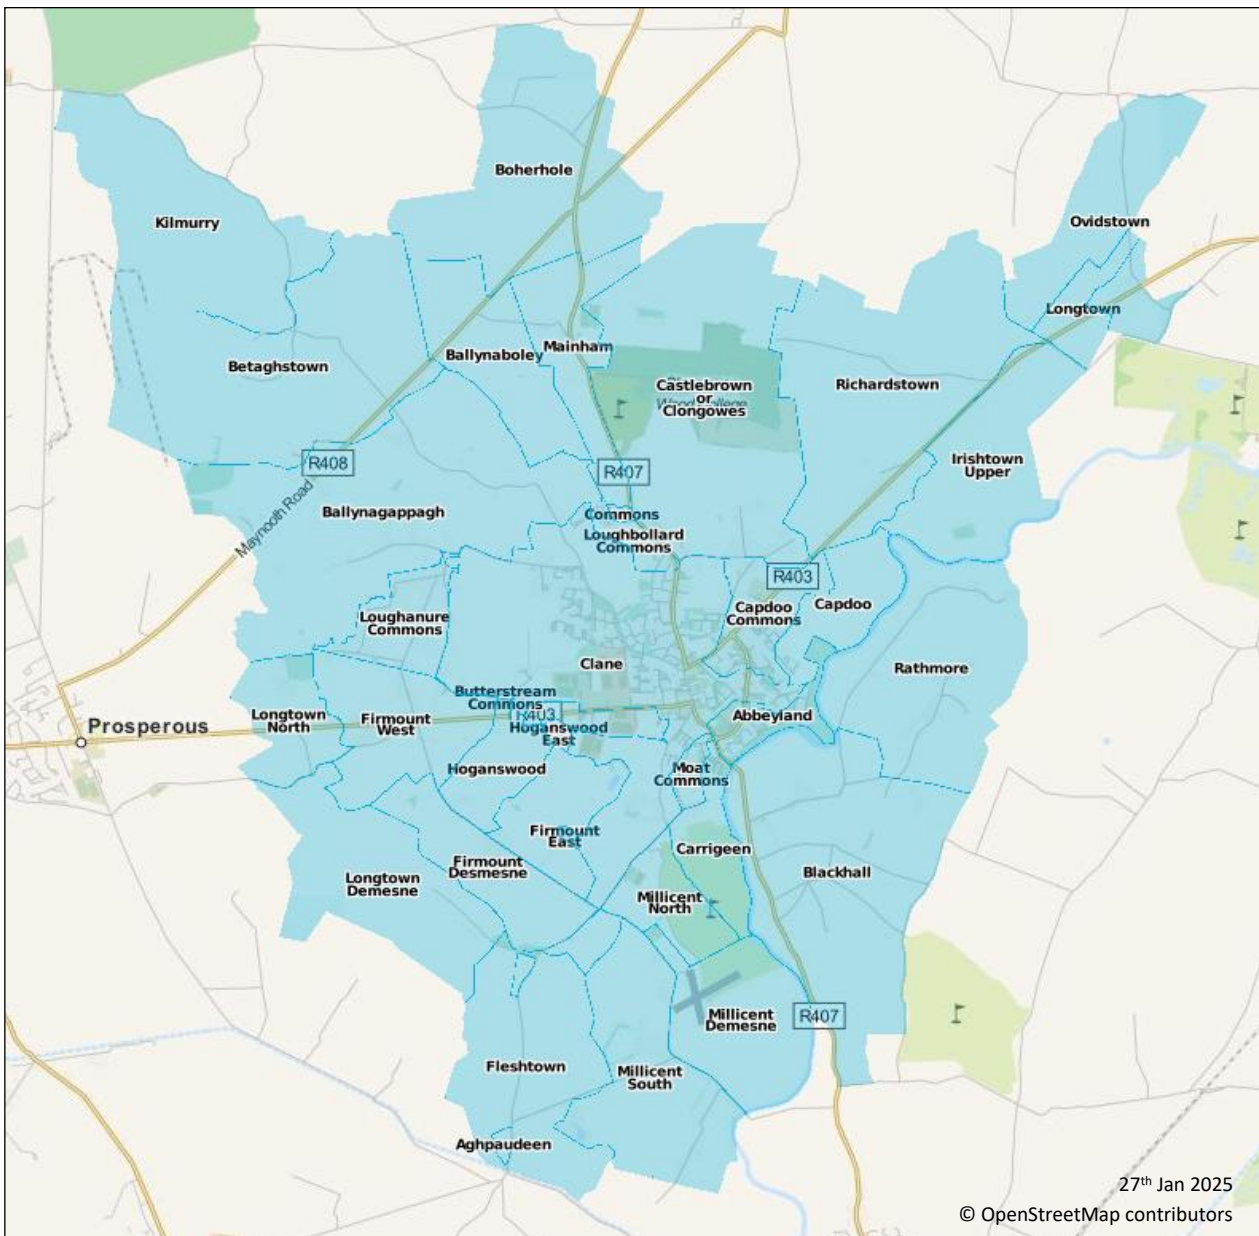 Boherhole
Kilmurry
Ovidstown
Longtown
Mainham
Ballynaboley
Betaghstown
Castlebrown
or
Clongowes
Richardstown
Irishtown
Upper
R408
R407
Maynooth Road
Ballynagappagh
Commons
Loughbollard
Commons
R403
Capdoo
Commons
Capdoo
Loughanure
Commons
Clane
Rathmore
Butterstream
Commons
R403
Longtown
North
Firmount
West
Prosperous
Hoganswood
East
Abbeyland
Hoganswood
Moat
Commons
Firmount
East
Carrigeen
Firmount
Desmesne
Longtown
Demesne
Blackhall
Millicent
North
Millicent
Demesne
R407
Fleshtown
Millicent
South
Aghpaudeen
27th Jan 2025
© OpenStreetMap contributors